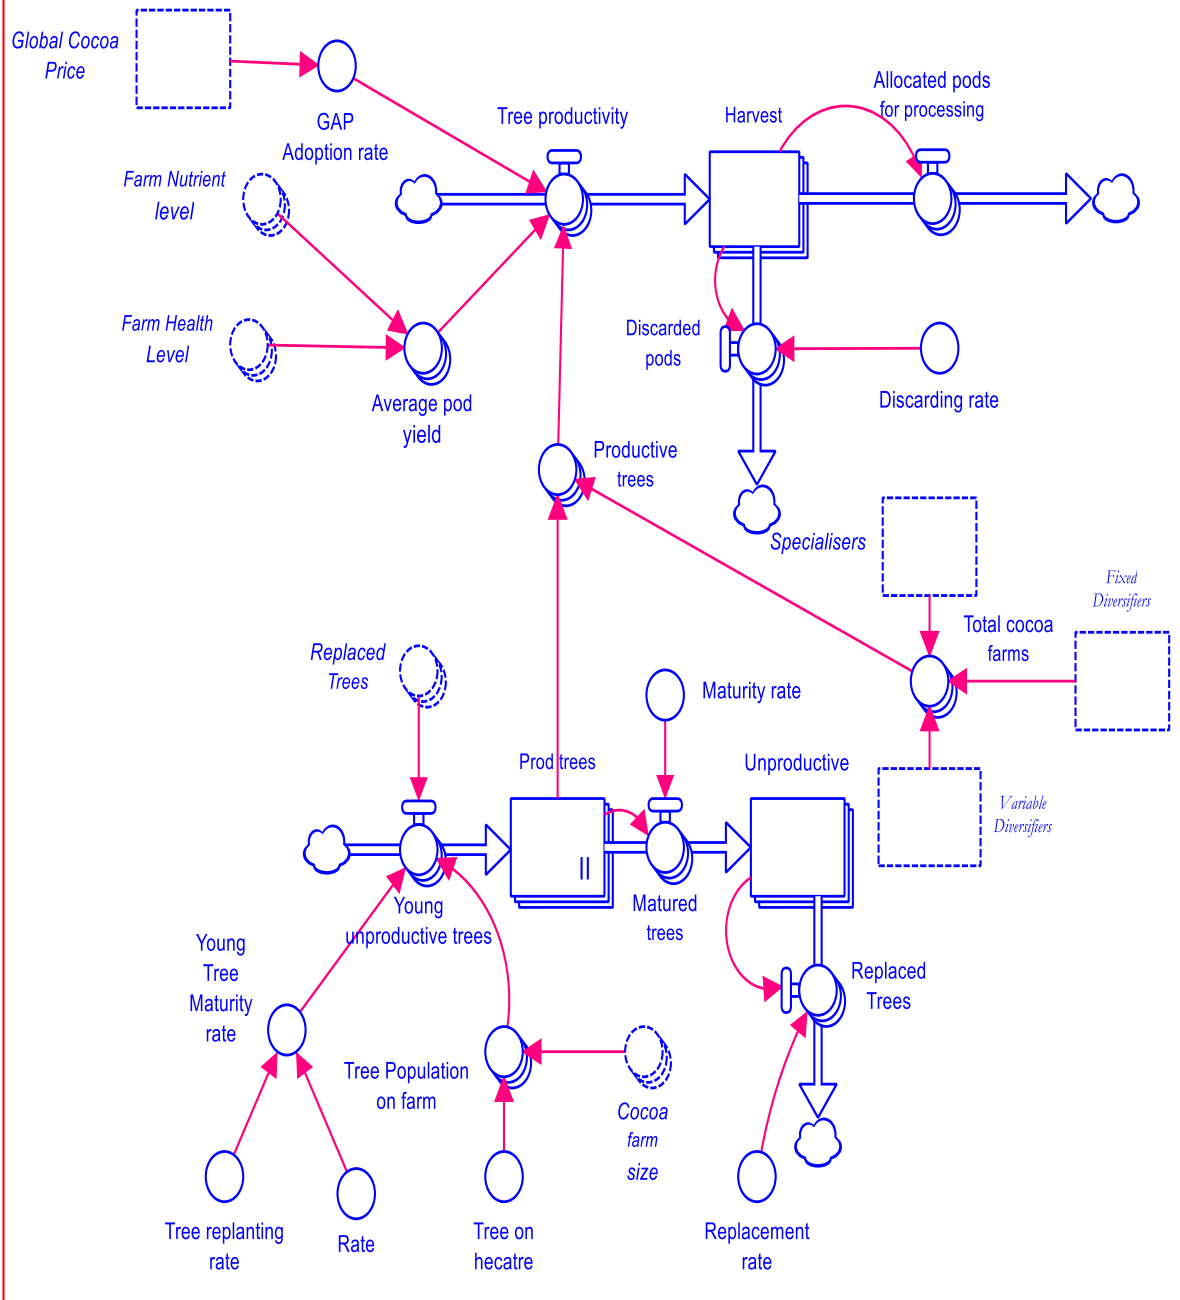 Global Cocoa
Price
GAP
Adoption rate
Tree productivity
Harvest
Allocated pods
for processing
Farm Nutrient
level
Farm Health
Level
Average pod
yield
Discarded
pods
Discarding rate
Productive
trees
Specialisers
Fixed
Diversifiers
Total cocoa
farms
Replaced
Trees
Maturity rate
Prod trees
Unproductive
Variable
Diversifiers
Young
unproductive trees
Matured
trees
Young
Tree
Maturity
rate
Replaced
Trees
Tree Population
on farm
Cocoa
farm
size
Tree replanting
rate
Rate
Tree on
hecatre
Replacement
rate